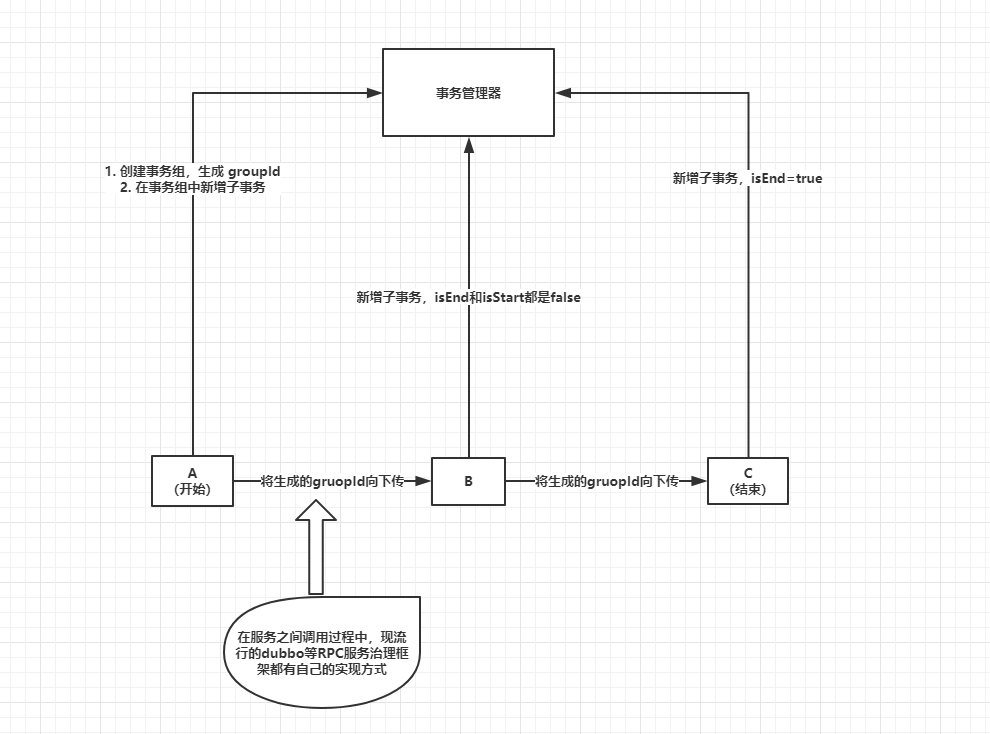 事务管理器
1. 创建事务组，生成 groupId
2. 在事务组中新增子事务
新增子事务，isEnd=true
新增子事务，isEnd和isStart都是false
A
（开始）
将生成的gruopId向下传
B
将生成的gruopId向下传
C
（结束）
在服务之间调用过程中，现流
行的dubbo等RPC服务治理框
架都有自己的实现方式